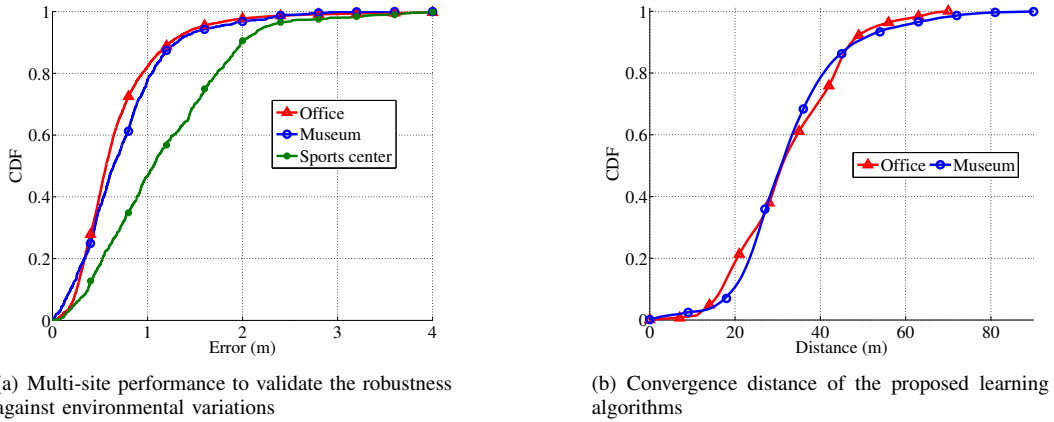 1
0.8
0.6
0.4
0.2
0
CDF
0 1 2 3 4
Error (m)
Office
Museum
Sports center
1
0.8
0.6
0.4
0.2
0
CDF
0 20 40 60 80
Distance (m)
Office Museum
a) Multi-site performance to validate the robustness
against environmental variations
(b) Convergence distance of the proposed learning
algorithms